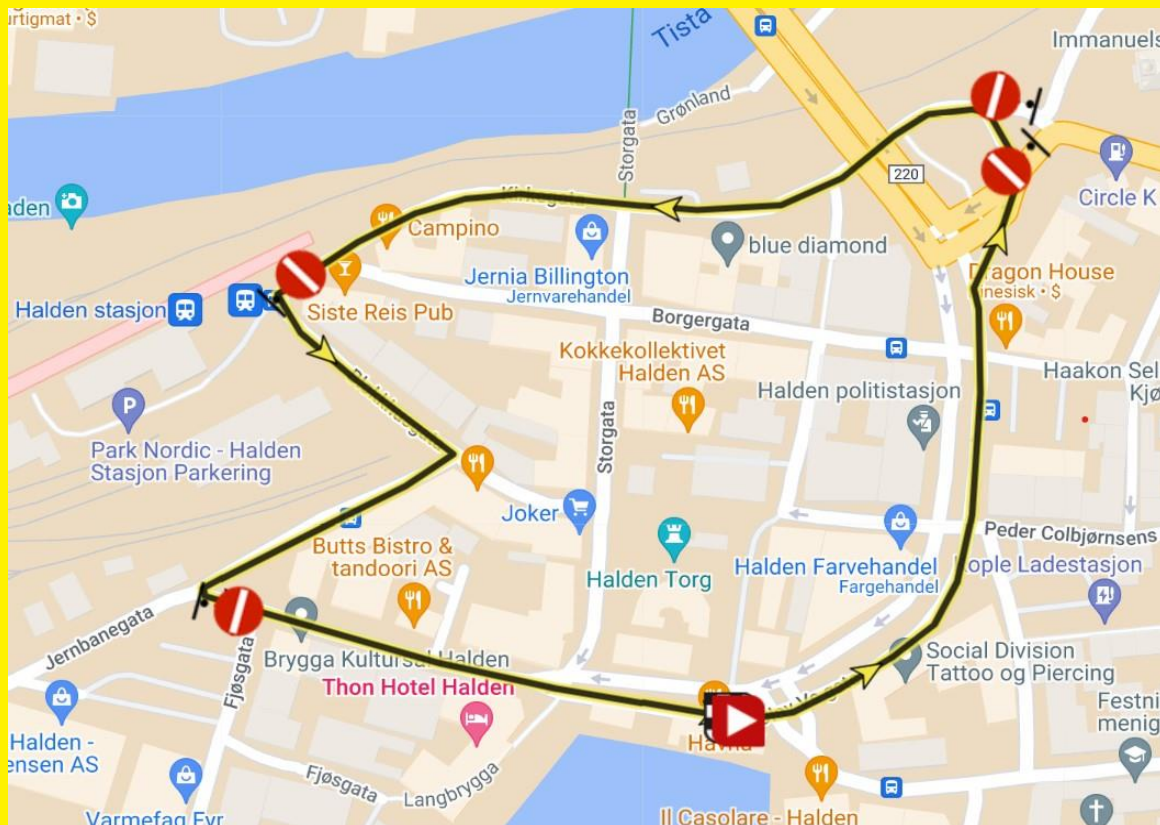 urtigmat • $
Tista
Immanuels
Grønland
Storgata
220
Circle K
aden
Campino
blue diamond
Jernia Billington
Jernvarehandel
Dragon House
inesisk • $
Halden stasjon
Siste Reis Pub
Borgergata
Kokkekollektivet
Halden AS
Haakon Sel
Kjø
Halden politistasjon
P
Park Nordic - Halden
Stasjon Parkering
Storgata
Joker
Peder Colbjørnsens
Butts Bistro &
tandoori AS
Halden Torg
Halden Farvehandel
Fargehandel
ople Ladestasjon
Jernbanegata
Fjøsgata
Brygga Kultursal Halden
Social Division
Tattoo og Piercing
Thon Hotel Halden
Havna
Festni
menig
Halden -
ensen AS
Fjøsgata
Langbrygga
Varmefag Fyr
Il Casolare - Halden